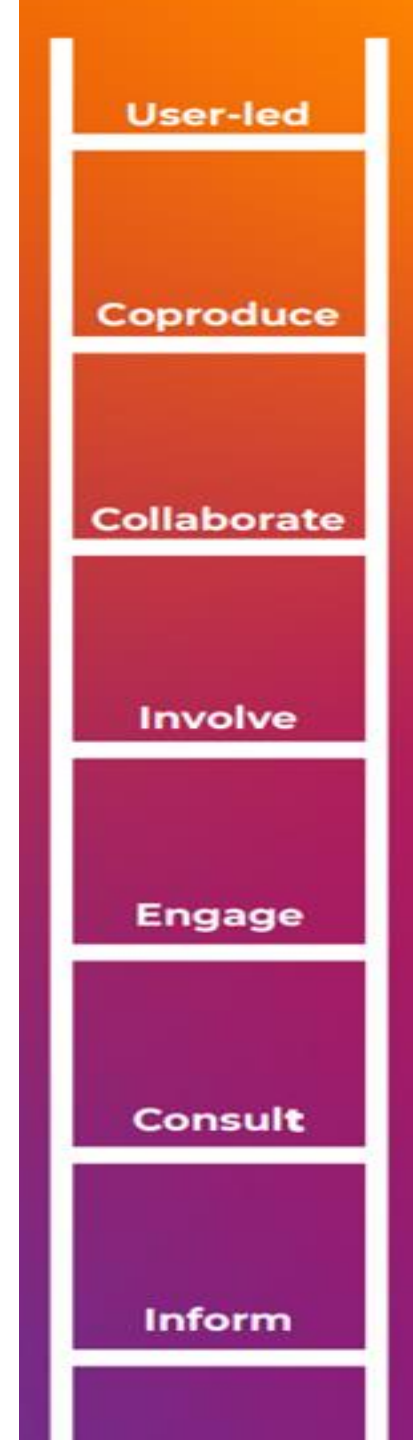 User-led
Coproduce
Collaborate
Involve
Engage
Consult
Inform